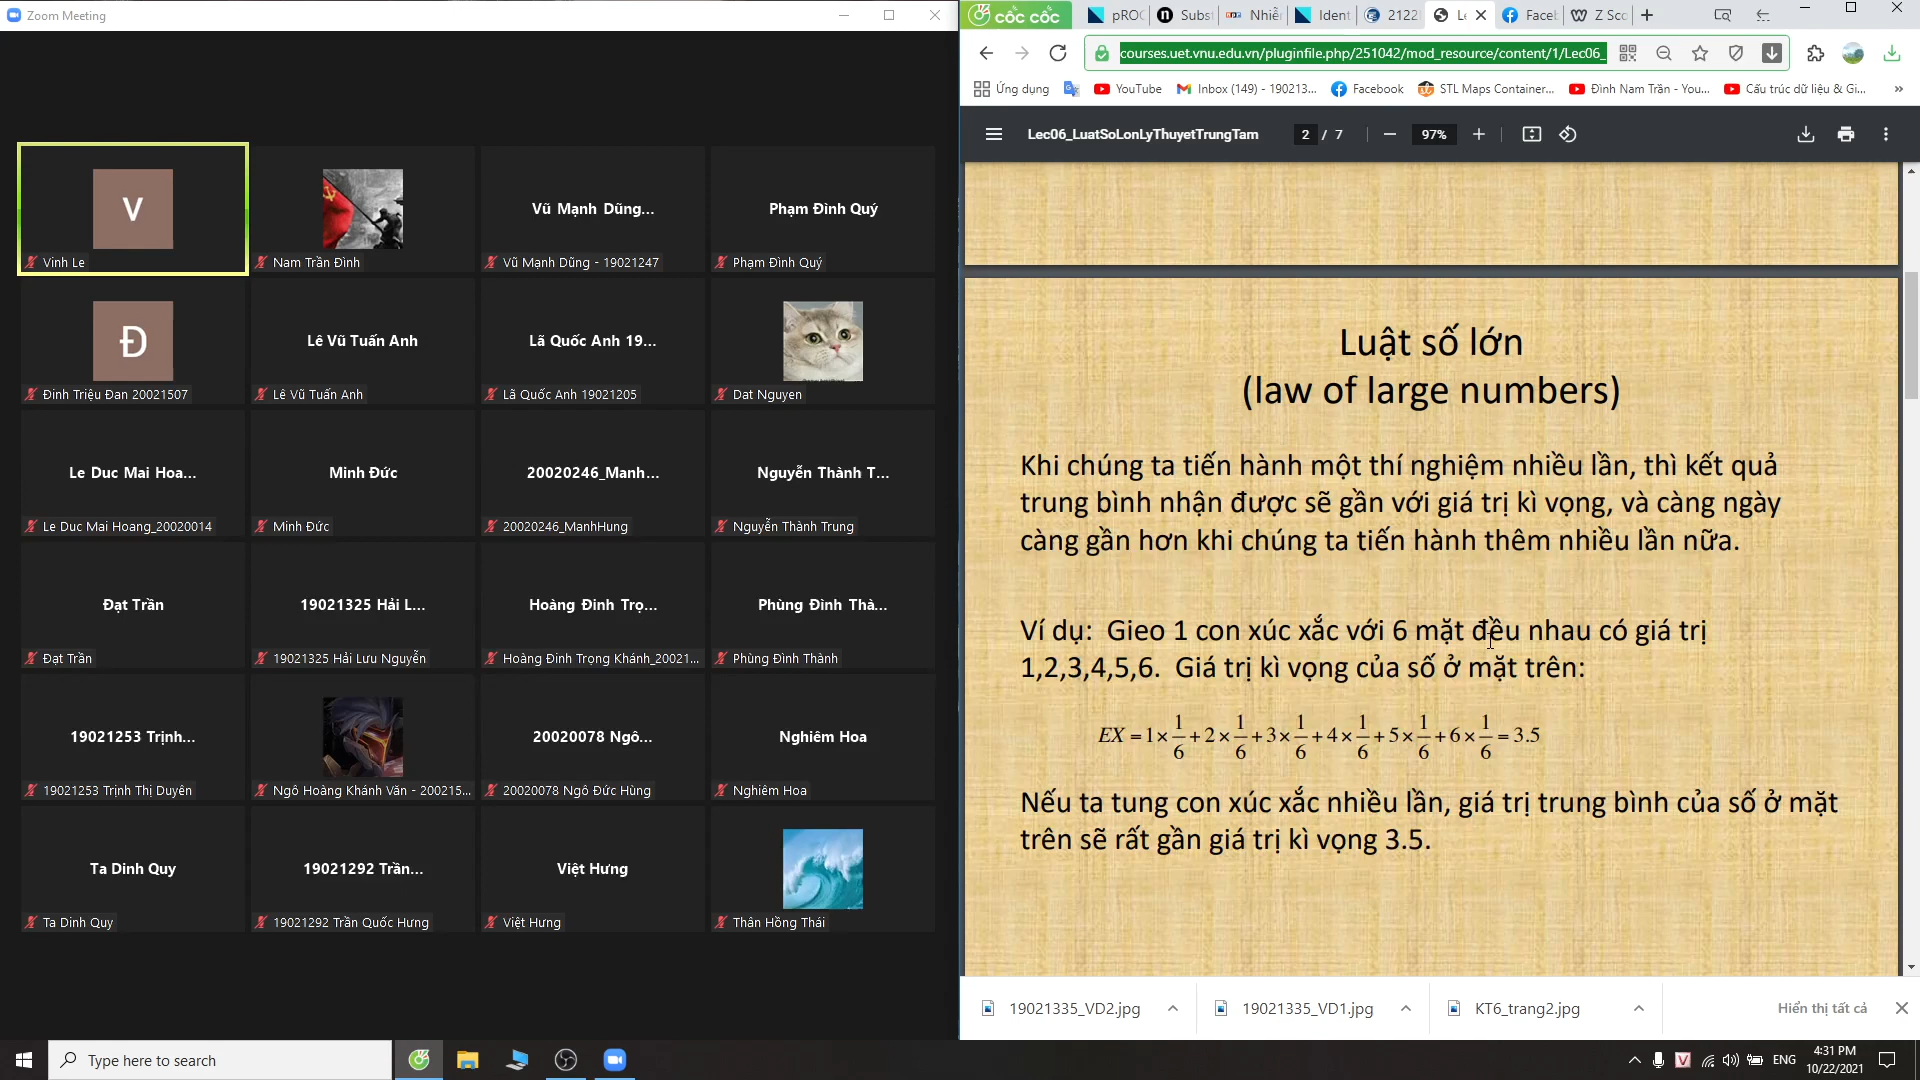 Zoom Meeting
V
Vinh Le
Nam Trần Đình
Vũ Mạnh Dũng...
Vũ Mạnh Dũng - 19021247
Phạm Đình Quý
Phạm Đình Quý
Đ
Đinh Triệu Đan 20021507
Lê Vũ Tuấn Anh
Lê Vũ Tuấn Anh
Lã Quốc Anh 19...
Lã Quốc Anh 19021205
Dat Nguyen
Le Duc Mai Hoa...
Le Duc Mai Hoang_20020014
Minh Đức
Minh Đức
20020246_Manh...
20020246_ManhHung
Nguyễn Thành T...
Nguyễn Thành Trung
Đạt Trần
Đạt Trần
19021325 Hải L...
19021325 Hải Lưu Nguyễn
Hoàng Đinh Trọ...
Hoàng Đinh Trọng Khánh_20021...
Phùng Đình Thà...
Phùng Đình Thành
19021253 Trịnh...
19021253 Trịnh Thị Duyên
Ngô Hoàng Khánh Văn - 200215...
20020078 Ngô...
20020078 Ngô Đức Hùng
Nghiêm Hoa
Nghiêm Hoa
Ta Dinh Quy
Ta Dinh Quy
19021292 Trần...
19021292 Trần Quốc Hưng
Việt Hưng
Việt Hưng
Thân Hồng Thái
cốc cốc
pROC
Subs
Nhiễ
Ident
2122
Le
Faceb
Z Sco
courses.uet.vnu.edu.vn/pluginfile.php/251042/mod_resource/content/1/Lec06_
Ứng dụng
YouTube
Inbox (149) - 190213...
Facebook
STL Maps Container...
Đình Nam Trần - You...
Cấu trúc dữ liệu & Gi...
Lec06_LuatSoLonLyThuyetTrungTam
2 / 7
97%
Luật số lớn
(law of large numbers)
Khi chúng ta tiến hành một thí nghiệm nhiều lần, thì kết quả
trung bình nhận được sẽ gần với giá trị kì vọng, và càng ngày
càng gần hơn khi chúng ta tiến hành thêm nhiều lần nữa.
Ví dụ: Gieo 1 con xúc xắc với 6 mặt đều nhau có giá trị
1,2,3,4,5,6. Giá trị kì vọng của số ở mặt trên:
EX = 1×1/6+2×1/6+3×1/6+4×1/6+5×1/6+6×1/6 = 3.5
Nếu ta tung con xúc xắc nhiều lần, giá trị trung bình của số ở mặt
trên sẽ rất gần giá trị kì vọng 3.5.
19021335_VD2.jpg
19021335_VD1.jpg
KT6_trang2.jpg
Hiển thị tất cả
Type here to search
V
ENG
4:31 PM
10/22/2021